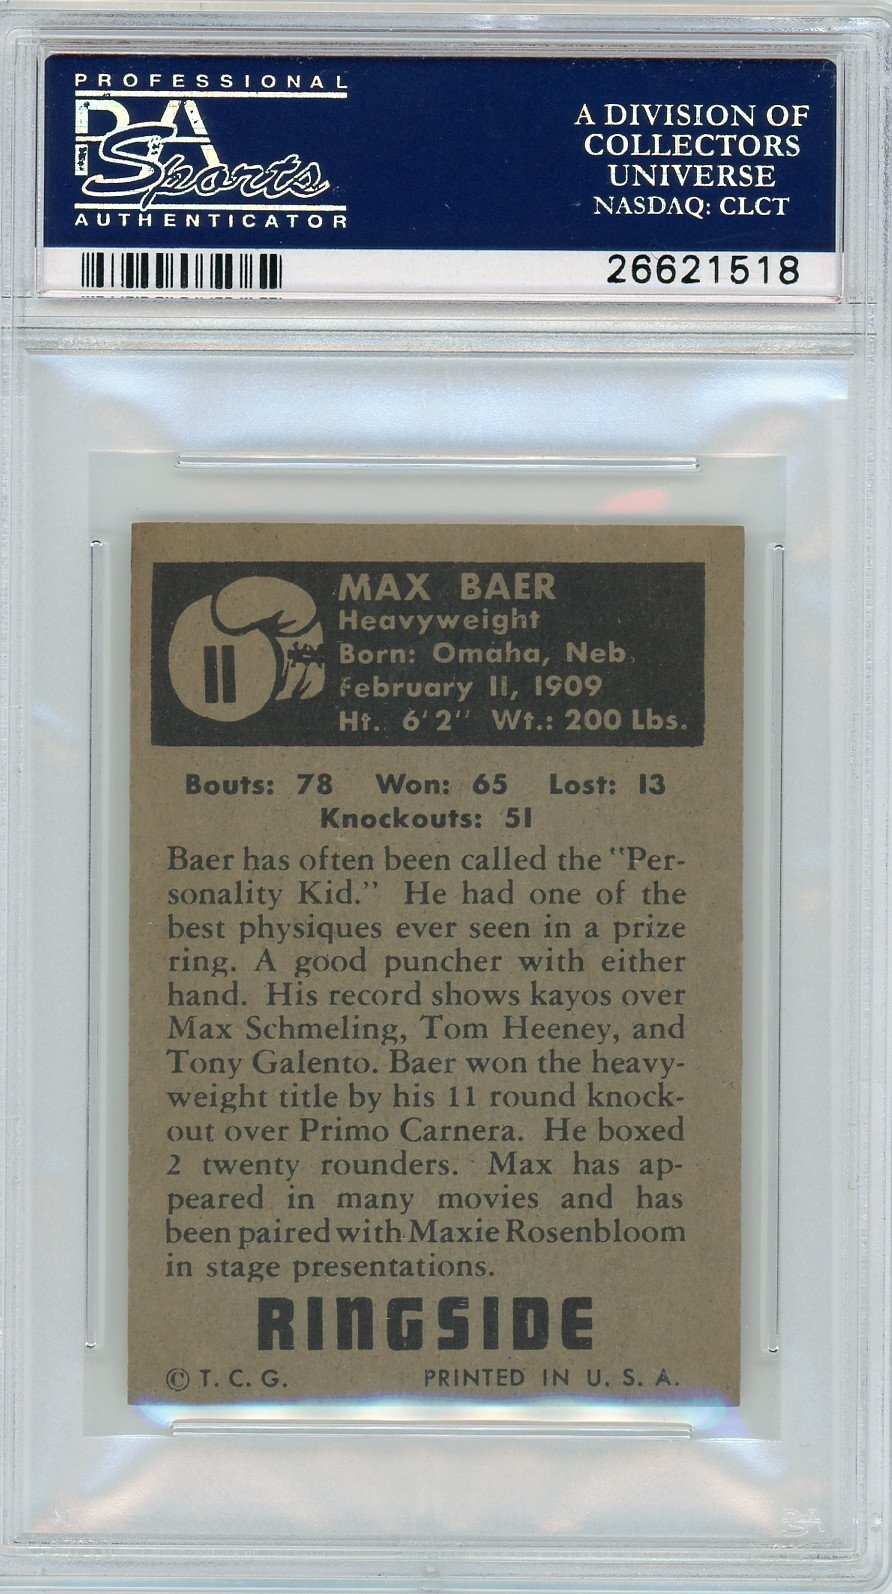 PROFESSIONAL
PSA
Sports
AUTHENTICATOR
A DIVISION OF
COLLECTORS
UNIVERSE
NASDAQ: CLCT
26621518
11
MAX BAER
Heavyweight
Born: Omaha, Neb.
February 11, 1909
Ht. 6'2" Wt.: 200 Lbs.
Bouts: 78 Won: 65 Lost: 13
Knockouts: 51
Baer has often been called the "Per-
sonality Kid." He had one of the
best physiques ever seen in a prize
ring. A good puncher with either
hand. His record shows kayos over
Max Schmeling, Tom Heeney, and
Tony Galento. Baer won the heavy-
weight title by his 11 round knock-
out over Primo Carnera. He boxed
2 twenty rounders. Max has ap-
peared in many movies and has
been paired with Maxie Rosenbloom
in stage presentations.
RINGSIDE
© T. C. G. PRINTED IN U. S. A.
PSA